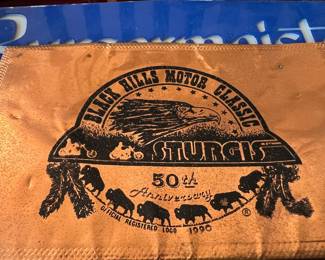 BLACK HILLS MOTOR CLASSIC
STURGIS
50th
Anniversary
OFFICIAL REGISTERED LOGO 1990
®